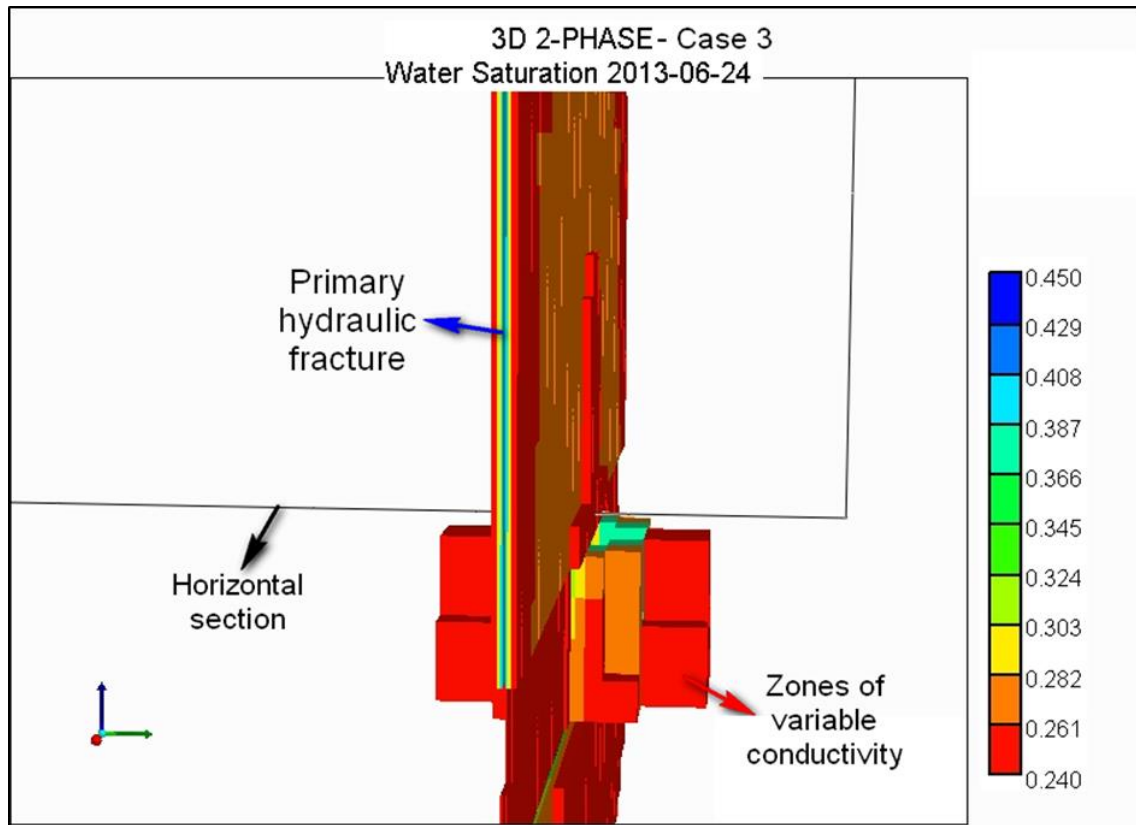 3D 2-PHASE - Case 3
Water Saturation 2013-06-24
Primary
hydraulic
fracture
Horizontal
section
Zones of
variable
conductivity
0.450
0.429
0.408
0.387
0.366
0.345
0.324
0.303
0.282
0.261
0.240